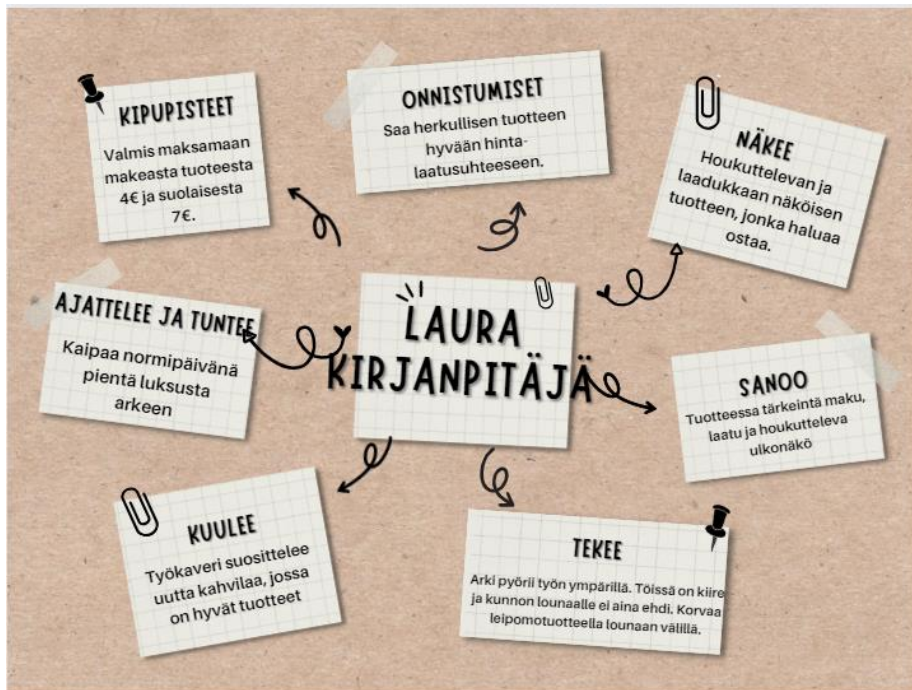 KIPUPISTEET
Valmis maksamaan
makeasta tuoteesta
4€ ja suolaisesta
7€.
ONNISTUMISET
Saa herkullisen tuotteen
hyvään hinta-
laatusuhteeseen.
NÄKEE
Houkuttelevan ja
laadukkaan näköisen
tuotteen, jonka haluaa
ostaa.
AJATTELEE JA TUNTEE
Kaipaa normipäivänä
pientä luksusta
arkeen
LAURA
KIRJANPITÄJÄ
SANOO
Tuotteessa tärkeintä maku,
laatu ja houkutteleva
ulkonäkö
KUULEE
Työkaveri suosittelee
uutta kahvilaa, jossa
on hyvät tuotteet
TEKEE
Arki pyörii työn ympärillä. Töissä on kiire
ja kunnon lounaalle ei aina ehdi. Korvaa
leipomotuotteella lounaan välillä.